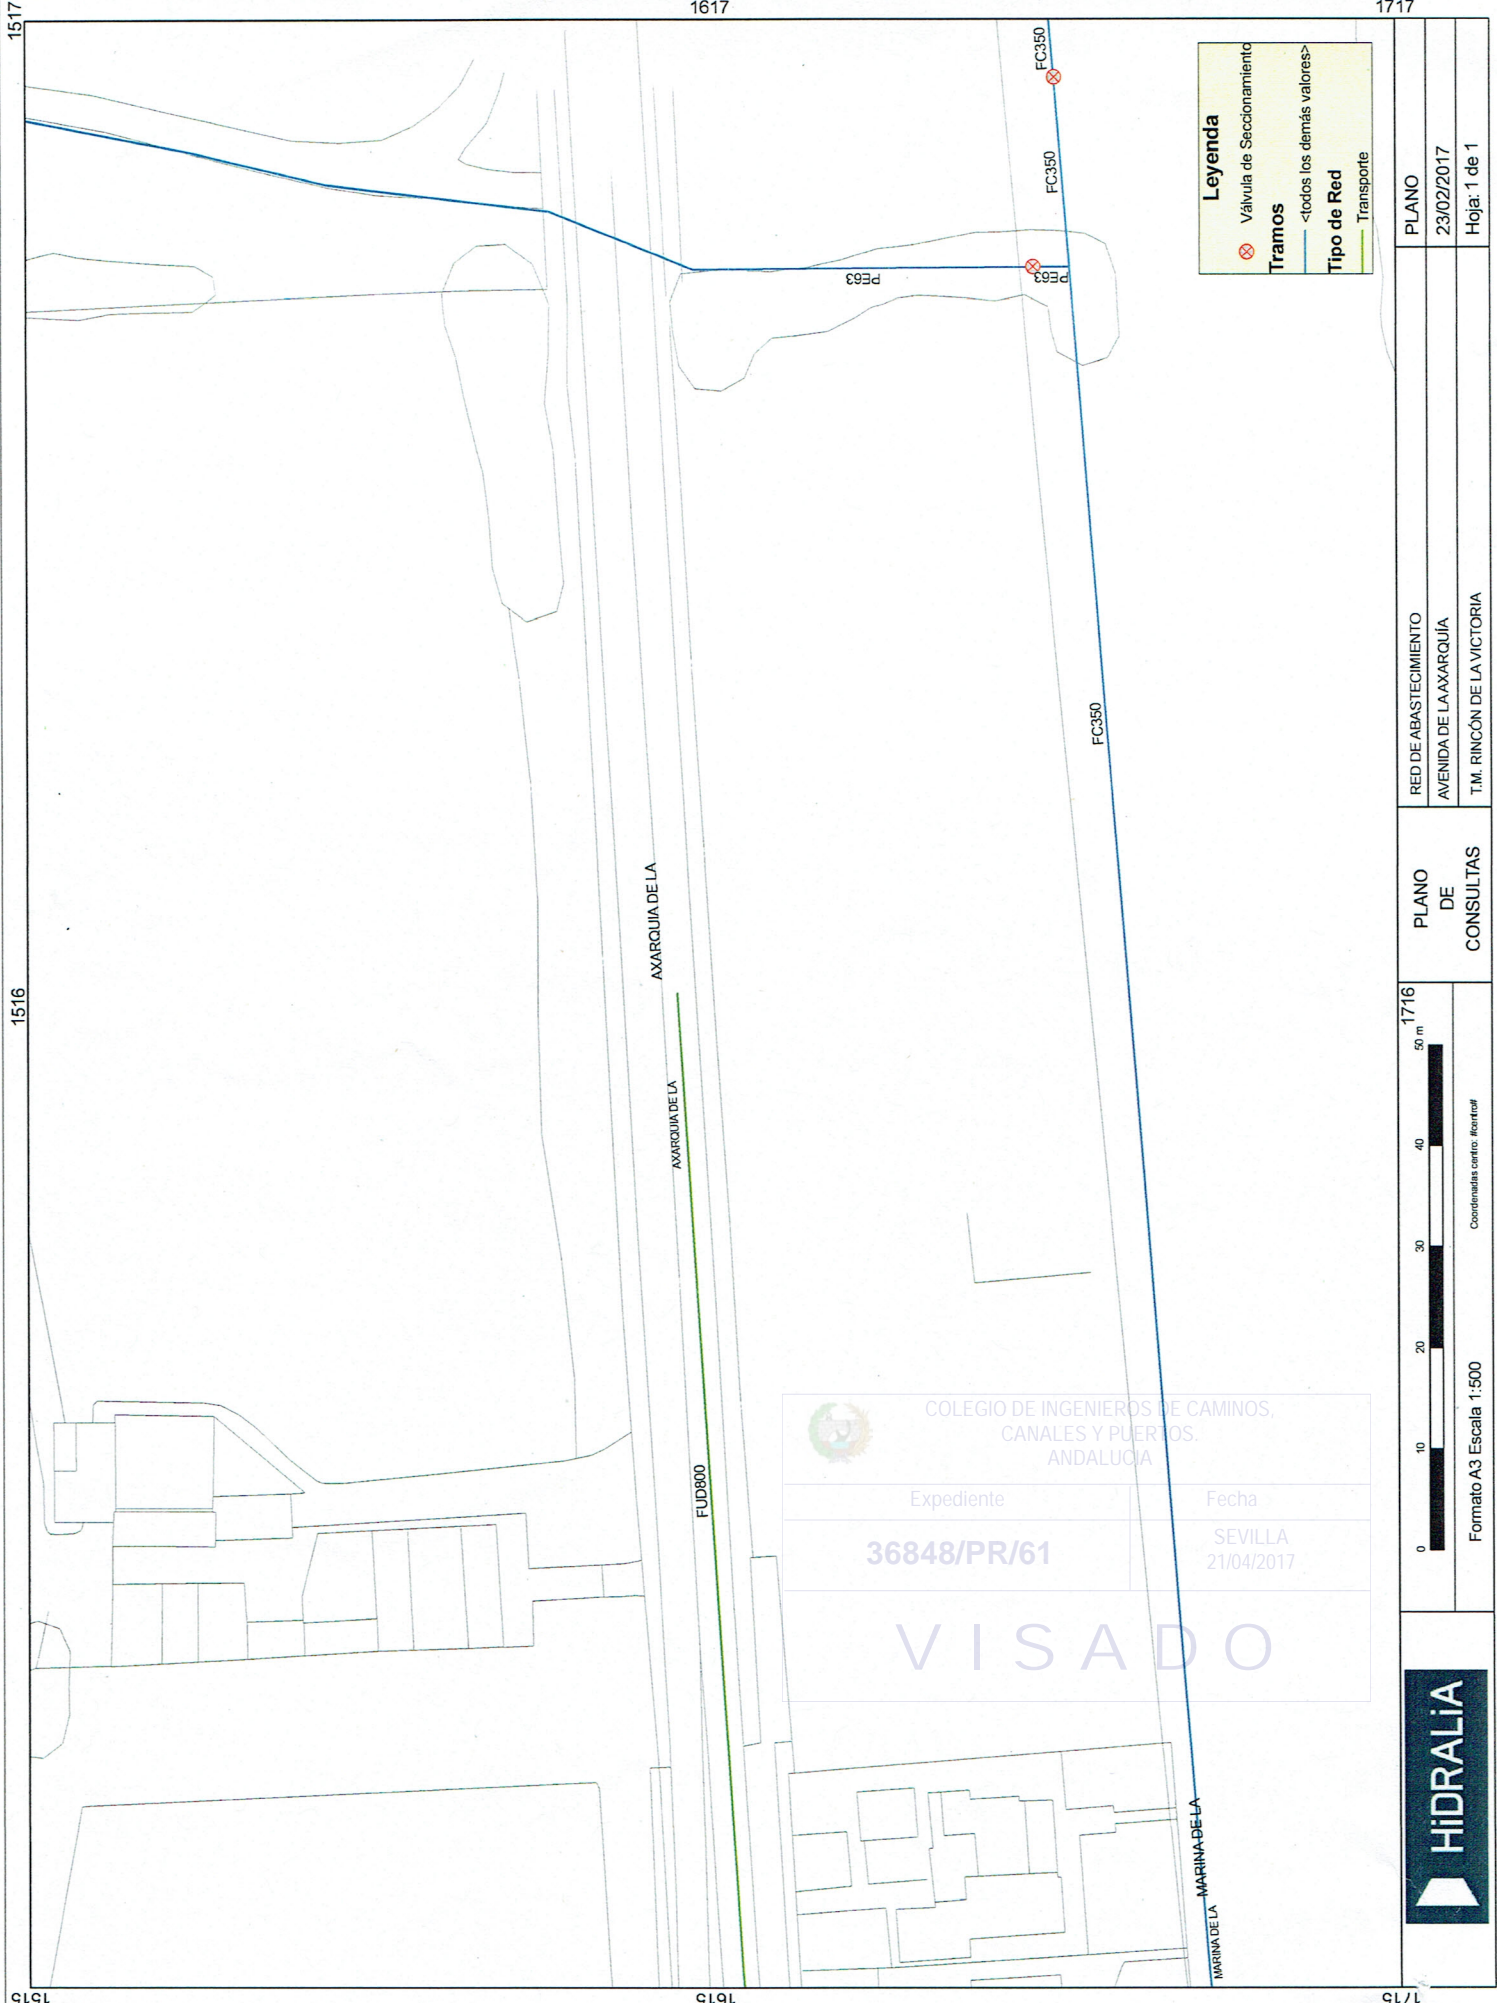 1517
1617
1717
1516
1716
1515
1615
1715
FC350
FC350
PE63
PE63
FC350
AXARQUIA DE LA
AXARQUIA DE LA
FUD800
MARINA DE LA
MARINA DE LA
Leyenda
Válvula de Seccionamiento
Tramos
<todos los demás valores>
Tipo de Red
Transporte
COLEGIO DE INGENIEROS DE CAMINOS,
CANALES Y PUERTOS.
ANDALUCIA
Expediente
Fecha
36848/PR/61
SEVILLA
21/04/2017
VISADO
HiDRALiA
0 10 20 30 40 50 m
Formato A3 Escala 1:500
Coordenadas centro: #centro#
PLANO
DE
CONSULTAS
RED DE ABASTECIMIENTO
AVENIDA DE LA AXARQUÍA
T.M. RINCÓN DE LA VICTORIA
PLANO
23/02/2017
Hoja: 1 de 1